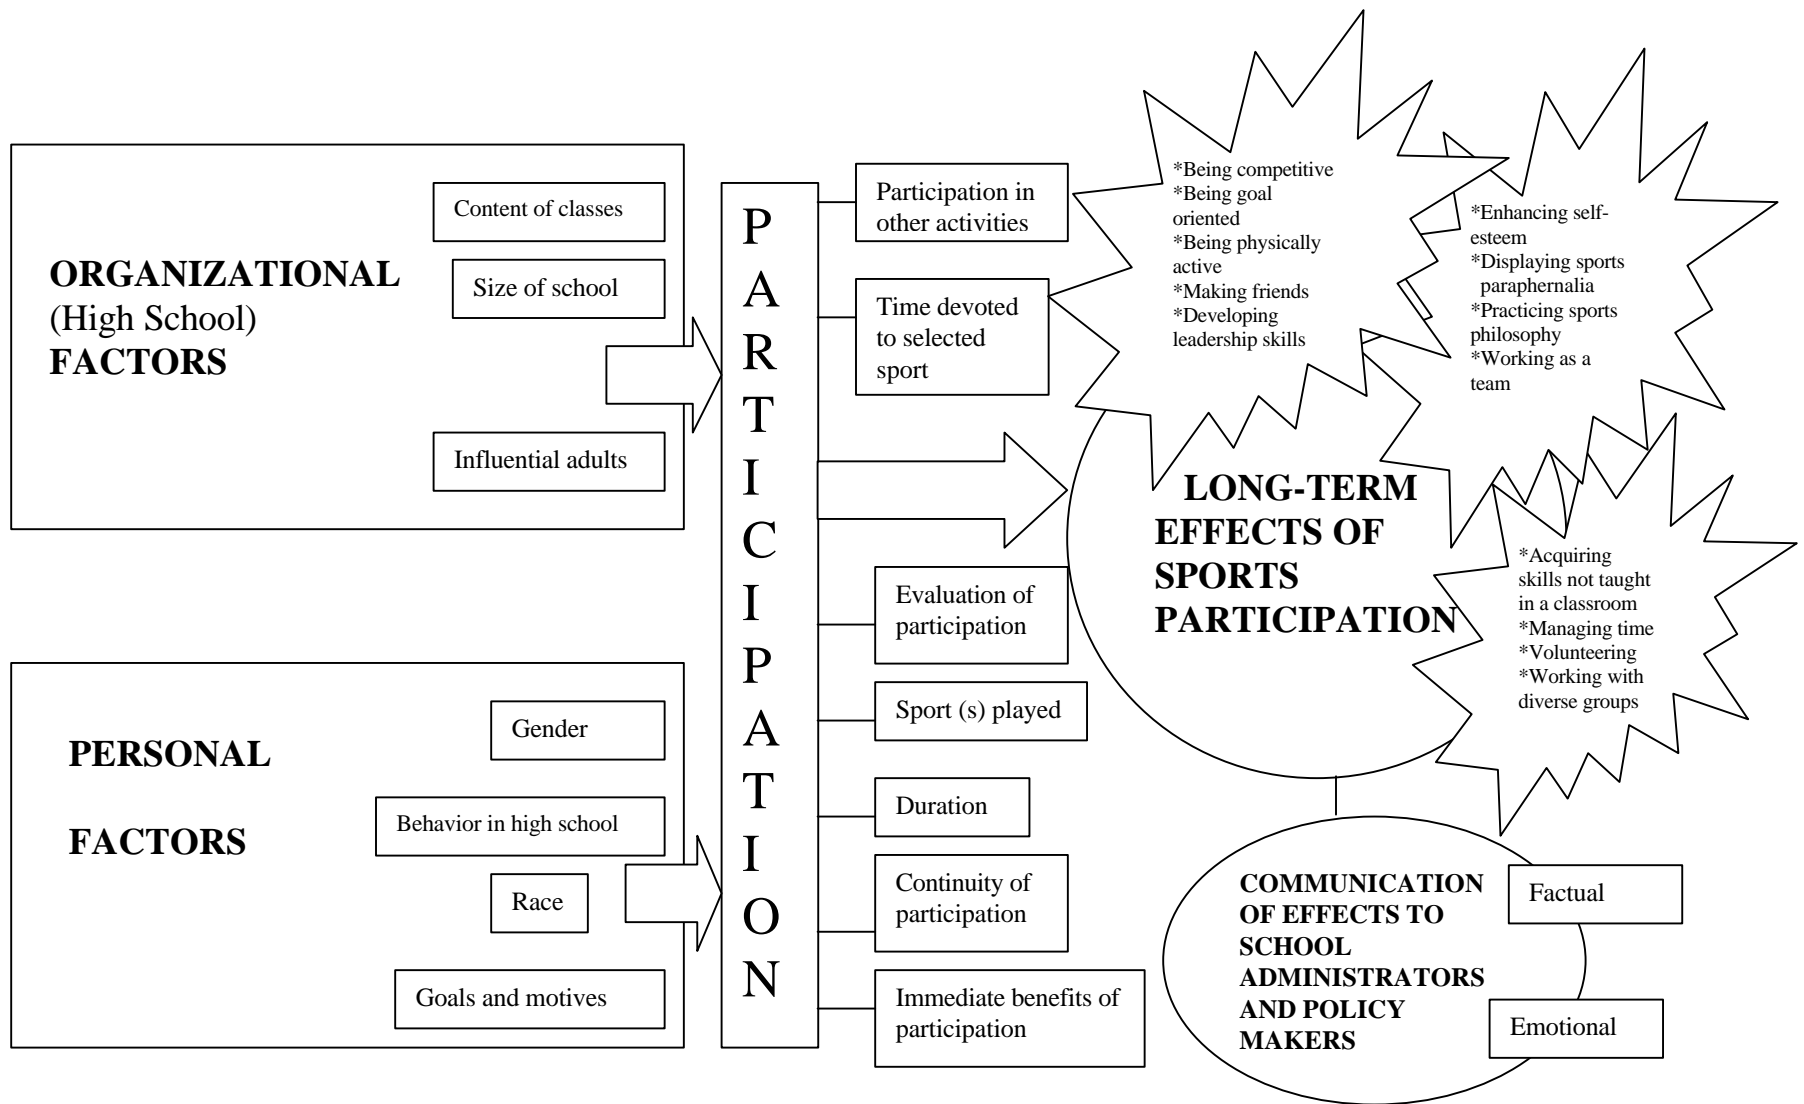 ORGANIZATIONAL
(High School)
FACTORS
Content of classes
Size of school
Influential adults
PERSONAL
FACTORS
Gender
Behavior in high school
Race
Goals and motives
P
A
R
T
I
C
I
P
A
T
I
O
N
Participation in
other activities
Time devoted
to selected
sport
Evaluation of
participation
Sport (s) played
Duration
Continuity of
participation
Immediate benefits of
participation
*Being competitive
*Being goal
oriented
*Being physically
active
*Making friends
*Developing
leadership skills
*Enhancing self-
esteem
*Displaying sports
paraphernalia
*Practicing sports
philosophy
*Working as a
team
LONG-TERM
EFFECTS OF
SPORTS
PARTICIPATION
*Acquiring
skills not taught
in a classroom
*Managing time
*Volunteering
*Working with
diverse groups
COMMUNICATION
OF EFFECTS TO
SCHOOL
ADMINISTRATORS
AND POLICY
MAKERS
Factual
Emotional